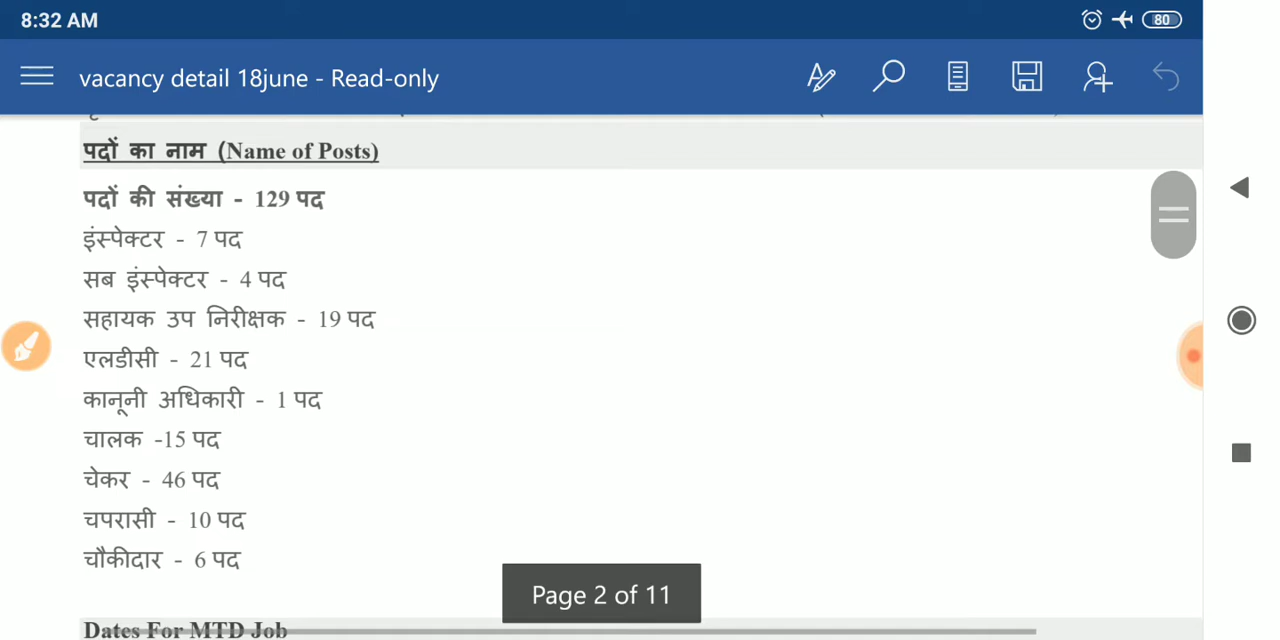 8:32 AM
80
vacancy detail 18june - Read-only
पदों का नाम (Name of Posts)
पदों की संख्या - 129 पद
इंस्पेक्टर - 7 पद
सब इंस्पेक्टर - 4 पद
सहायक उप निरीक्षक - 19 पद
एलडीसी - 21 पद
कानूनी अधिकारी - 1 पद
चालक -15 पद
चेकर - 46 पद
चपरासी - 10 पद
चौकीदार - 6 पद
Page 2 of 11
Dates For MTD Job